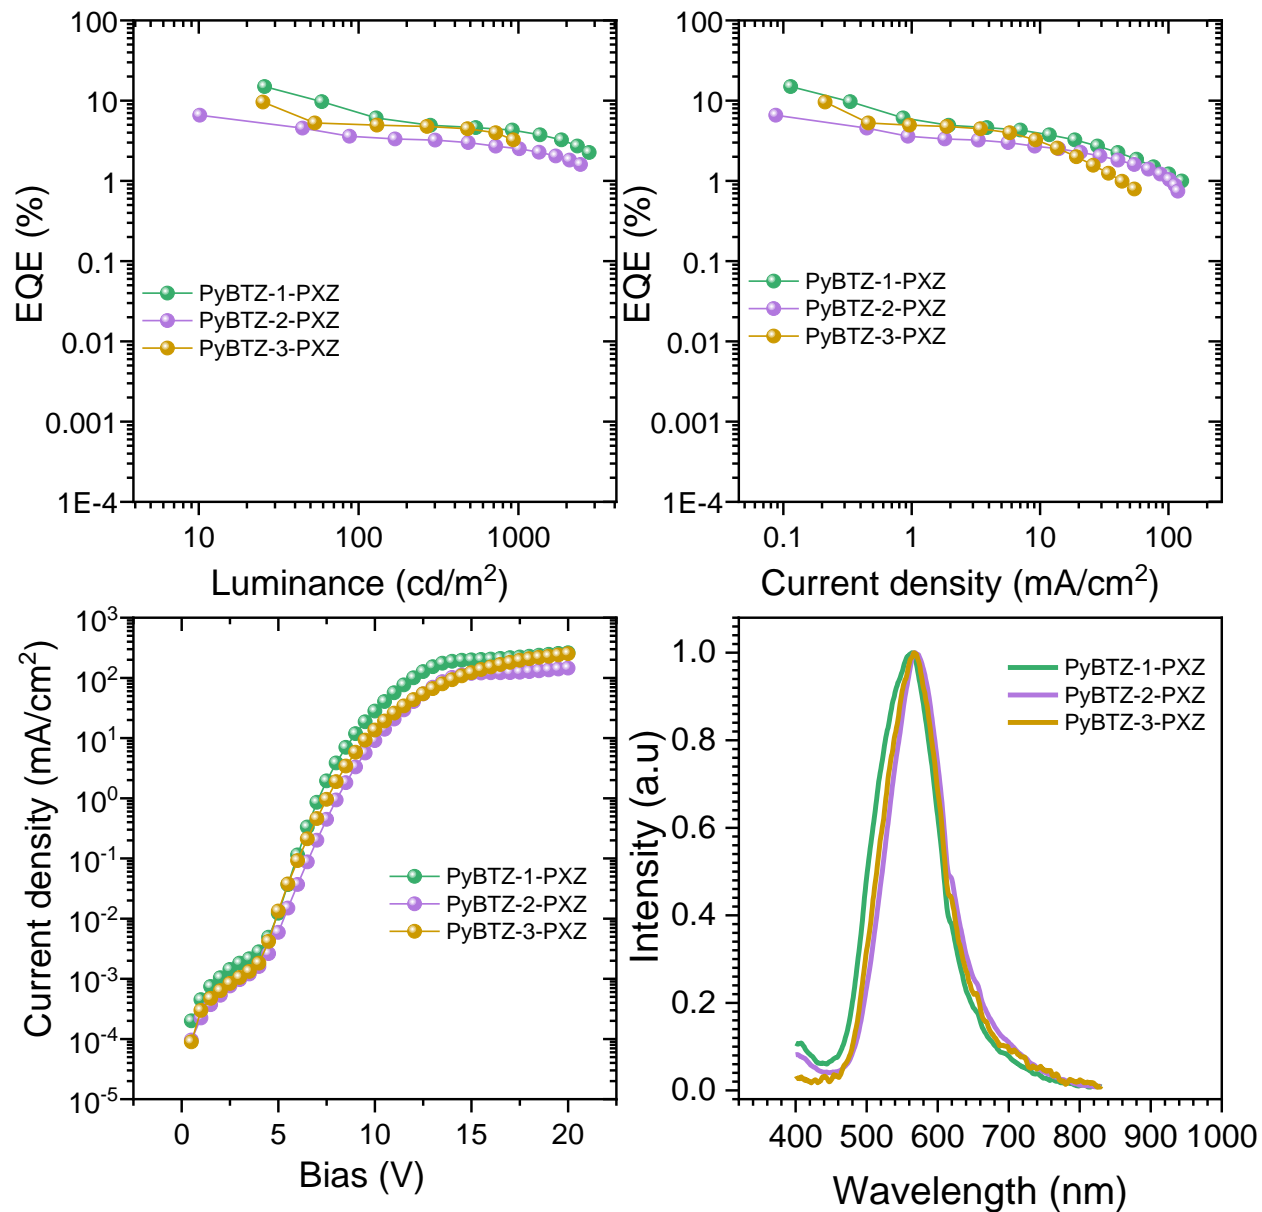 100
10
1
0.1
0.01
0.001
1E-4
EQE (%)
PyBTZ-1-PXZ
PyBTZ-2-PXZ
PyBTZ-3-PXZ
10 100 1000
Luminance (cd/m²)
100
10
1
0.1
0.01
0.001
1E-4
EQE (%)
PyBTZ-1-PXZ
PyBTZ-2-PXZ
PyBTZ-3-PXZ
0.1 1 10 100
Current density (mA/cm²)
10³
10²
10¹
10⁰
10⁻¹
10⁻²
10⁻³
10⁻⁴
10⁻⁵
Current density (mA/cm²)
PyBTZ-1-PXZ
PyBTZ-2-PXZ
PyBTZ-3-PXZ
0 5 10 15 20
Bias (V)
1.0
0.8
0.6
0.4
0.2
0.0
Intensity (a.u)
PyBTZ-1-PXZ
PyBTZ-2-PXZ
PyBTZ-3-PXZ
400 500 600 700 800 900 1000
Wavelength (nm)